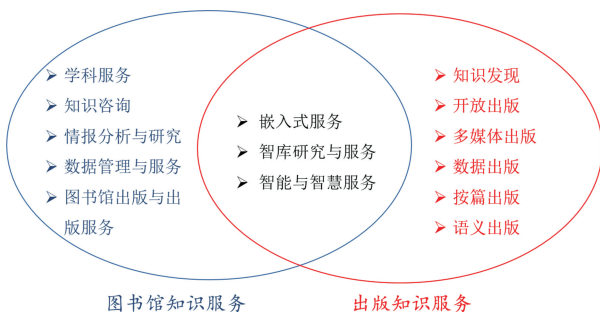 学科服务
知识咨询
情报分析与研究
数据管理与服务
图书馆出版与出
版服务
嵌入式服务
智库研究与服务
智能与智慧服务
知识发现
开放出版
多媒体出版
数据出版
按篇出版
语义出版
图书馆知识服务
出版知识服务